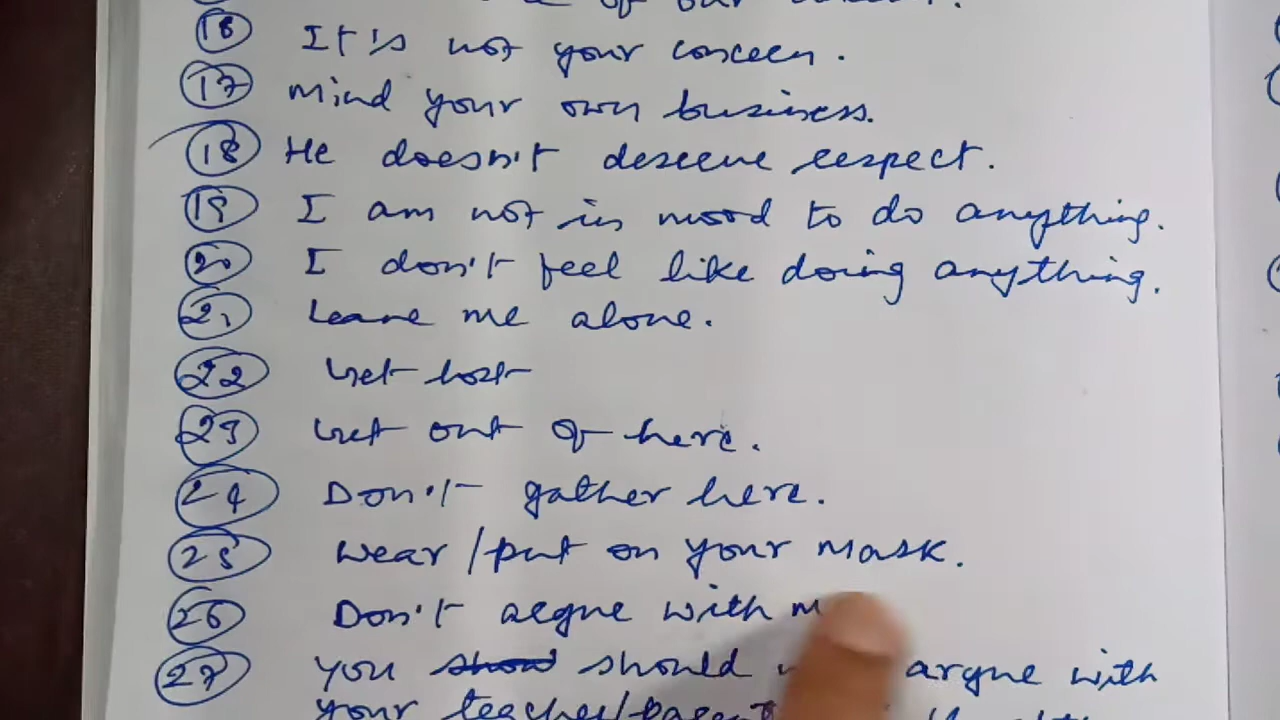 of our
(16) It's not your concern.
(17) Mind your own business.
(18) He doesn't deserve respect.
(19) I am not in mood to do anything.
(20) I don't feel like doing anything.
(21) Leave me alone.
(22) Get lost
(23) Get out of here.
(24) Don't gather here.
(25) Wear/put on your mask.
(26) Don't argue with
(27) You should argue with
your teacher/